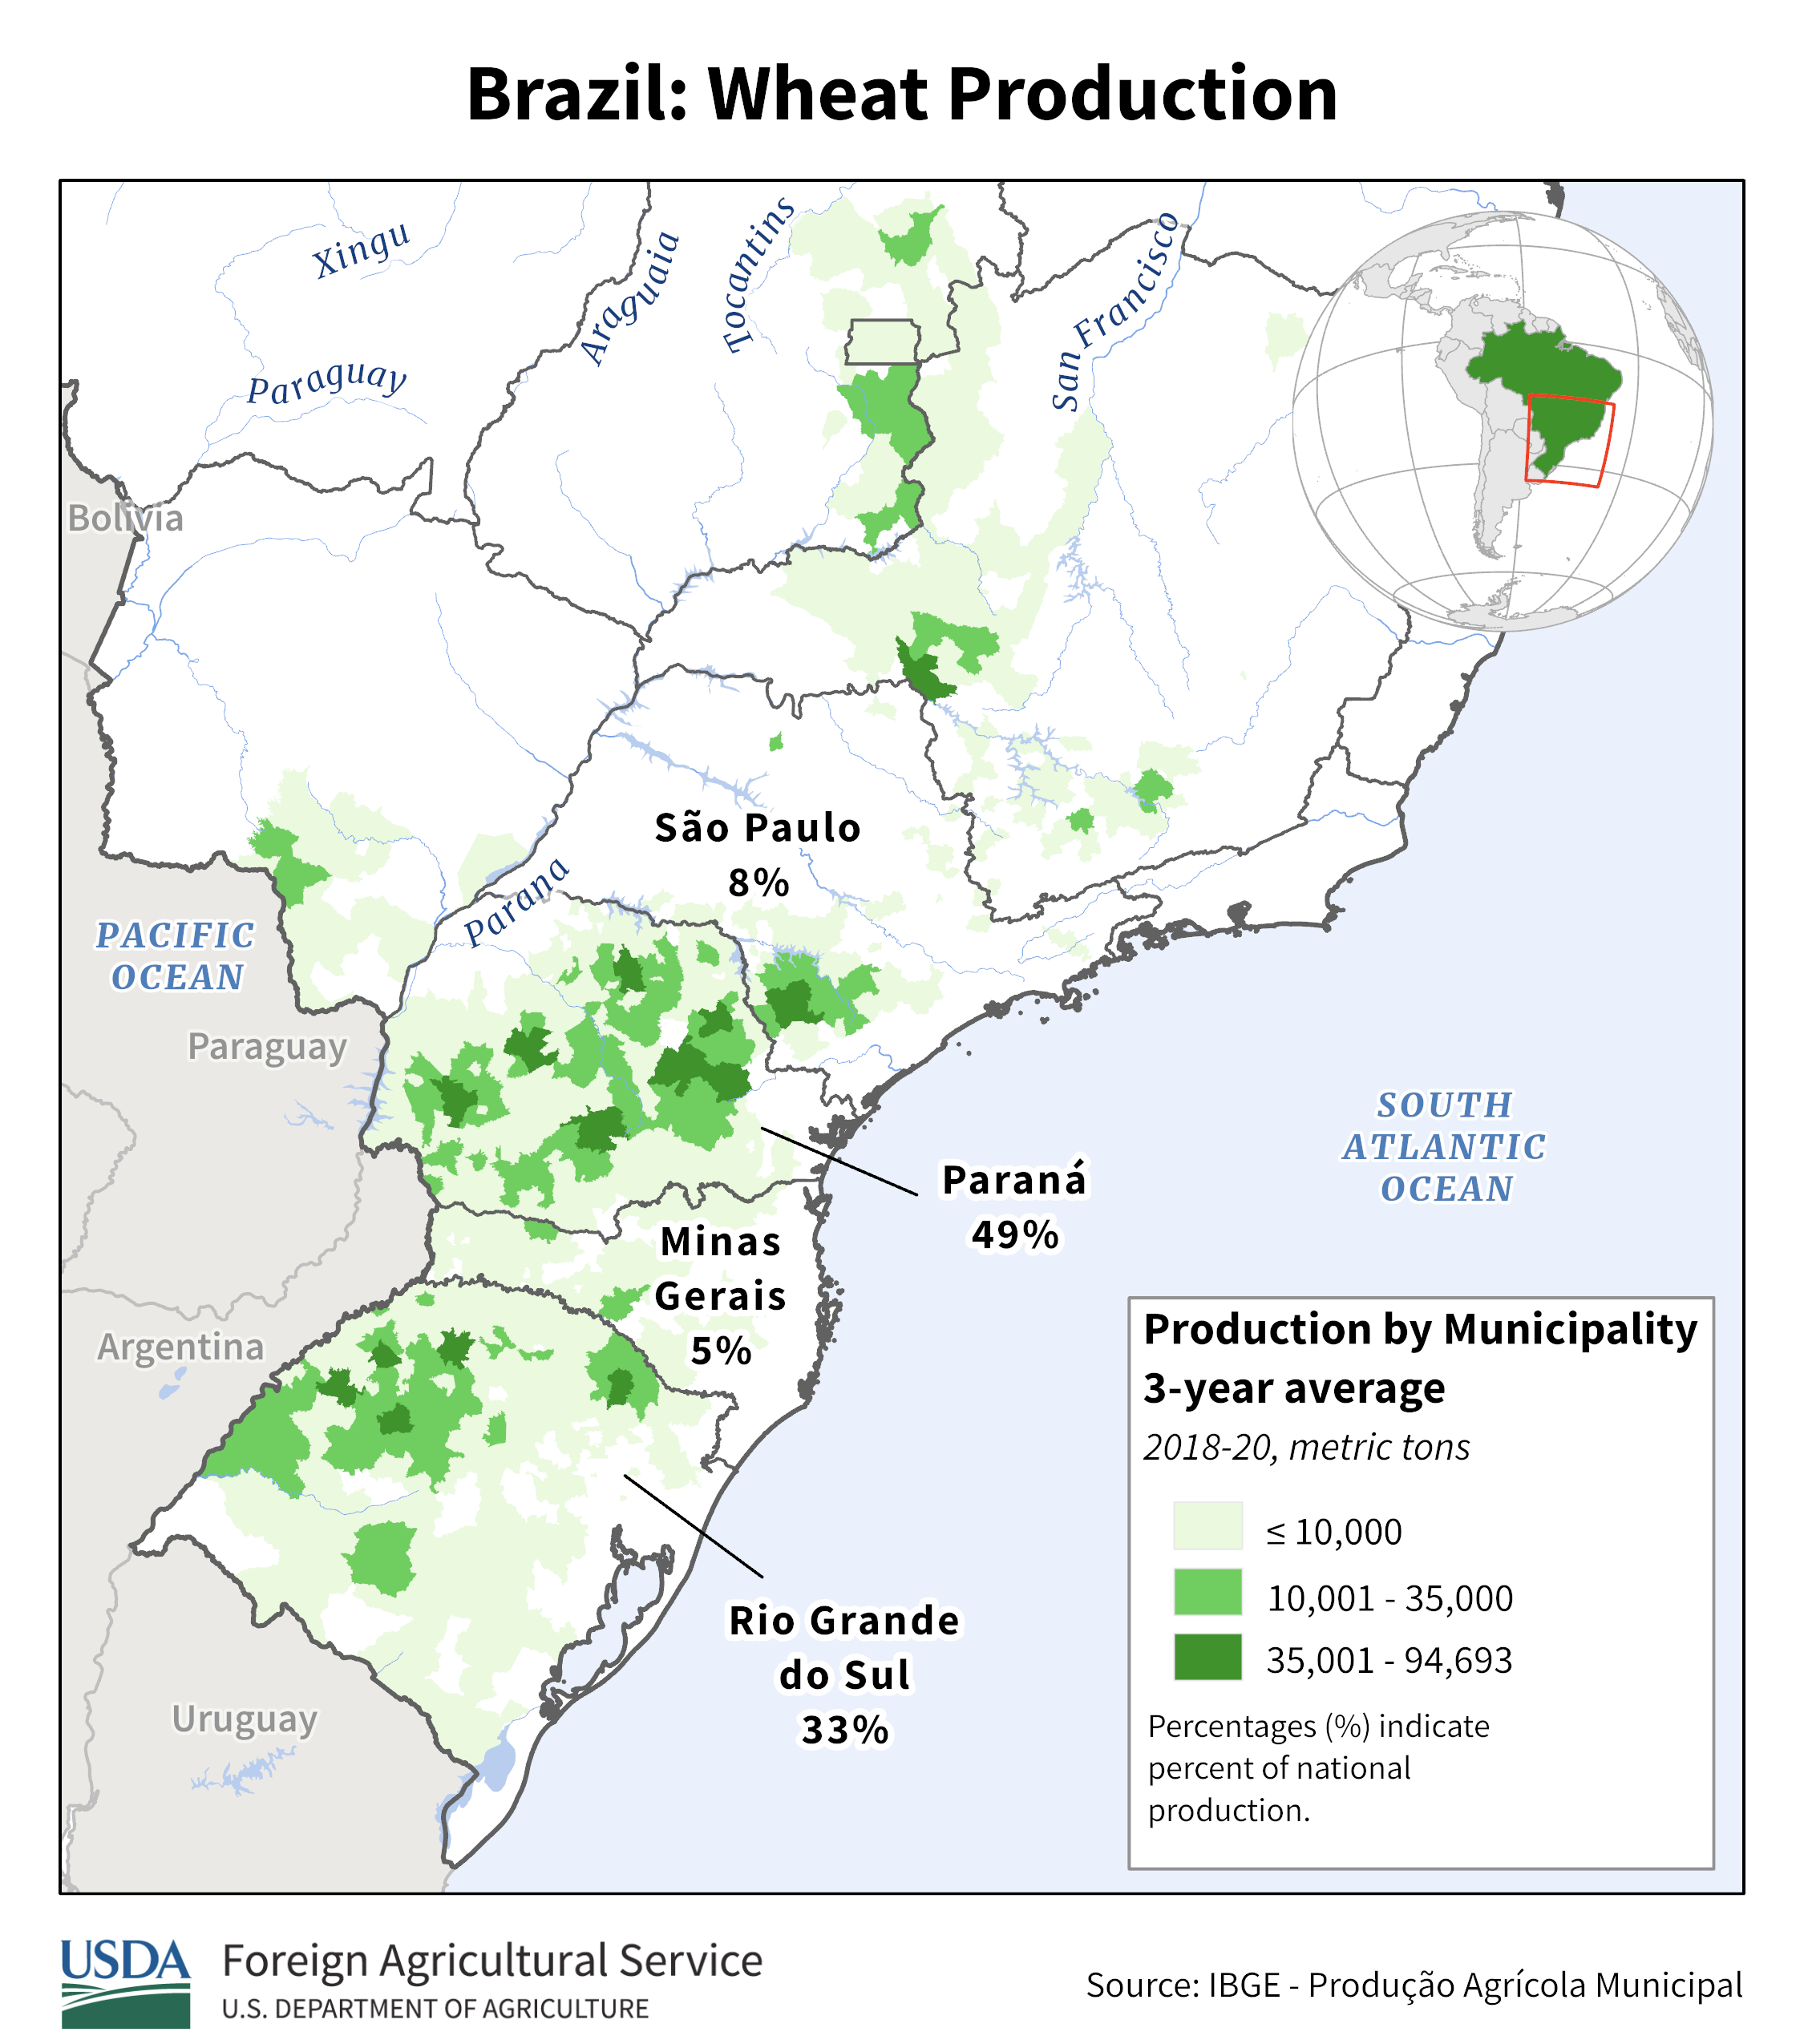 Brazil: Wheat Production
Xingu
Araguaia
Tocantins
San Francisco
Paraguay
Bolivia
São Paulo
8%
Parana
PACIFIC
OCEAN
Paraguay
SOUTH
ATLANTIC
OCEAN
Paraná
49%
Minas
Gerais
5%
Argentina
Rio Grande
do Sul
33%
Uruguay
Production by Municipality
3-year average
2018-20, metric tons
≤ 10,000
10,001 - 35,000
35,001 - 94,693
Percentages (%) indicate
percent of national
production.
USDA
Foreign Agricultural Service
U.S. DEPARTMENT OF AGRICULTURE
Source: IBGE - Produção Agrícola Municipal